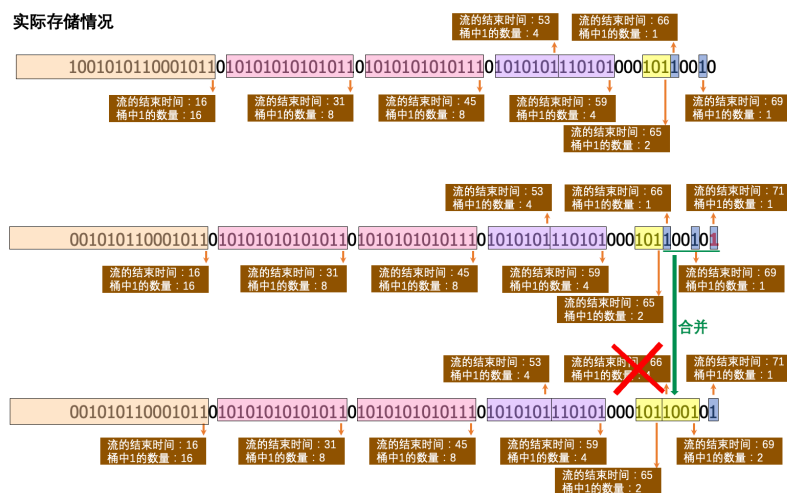 实际存储情况
流的结束时间：53
桶中1的数量：4
流的结束时间：66
桶中1的数量：1
1001010110001011010101010101011010101010101110101010111010100010110010
流的结束时间：16
桶中1的数量：16
流的结束时间：31
桶中1的数量：8
流的结束时间：45
桶中1的数量：8
流的结束时间：59
桶中1的数量：4
流的结束时间：69
桶中1的数量：1
流的结束时间：65
桶中1的数量：2
流的结束时间：53
桶中1的数量：4
流的结束时间：66
桶中1的数量：1
流的结束时间：71
桶中1的数量：1
0010101100010110101010101010110101010101011101010101110101000101100101
流的结束时间：16
桶中1的数量：16
流的结束时间：31
桶中1的数量：8
流的结束时间：45
桶中1的数量：8
流的结束时间：59
桶中1的数量：4
流的结束时间：69
桶中1的数量：1
流的结束时间：65
桶中1的数量：2
合并
流的结束时间：53
桶中1的数量：4
流的结束时间：66
桶中1的数量：1
流的结束时间：71
桶中1的数量：1
0010101100010110101010101010110101010101011101010101110101000101100101
流的结束时间：16
桶中1的数量：16
流的结束时间：31
桶中1的数量：8
流的结束时间：45
桶中1的数量：8
流的结束时间：59
桶中1的数量：4
流的结束时间：69
桶中1的数量：2
流的结束时间：65
桶中1的数量：2